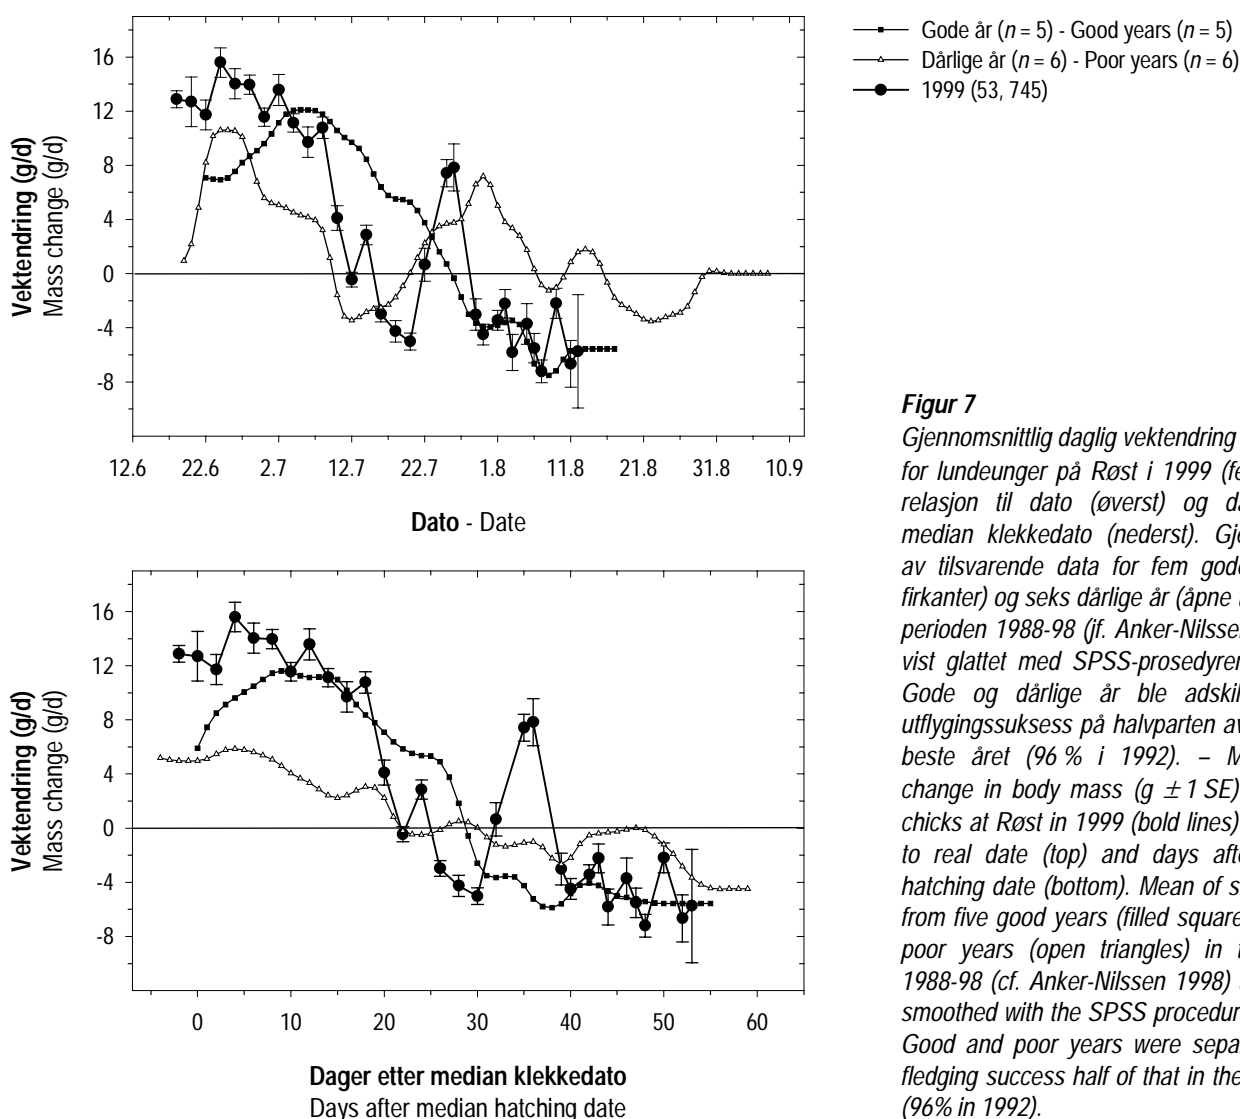 Gode år (n = 5) - Good years (n = 5)
Dårlige år (n = 6) - Poor years (n = 6)
1999 (53, 745)
Vektendring (g/d)
Mass change (g/d)
16
12
8
4
0
-4
-8
12.6 22.6 2.7 12.7 22.7 1.8 11.8 21.8 31.8 10.9
Dato - Date
Vektendring (g/d)
Mass change (g/d)
16
12
8
4
0
-4
-8
0 10 20 30 40 50 60
Dager etter median klekkedato
Days after median hatching date
Figur 7
Gjennomsnittlig daglig vektendring
for lundeunger på Røst i 1999 (fe
relasjon til dato (øverst) og da
median klekkedato (nederst). Gje
av tilsvarende data for fem gode
firkanter) og seks dårlige år (åpne
perioden 1988-98 (jf. Anker-Nilssen
vist glattet med SPSS-prosedyren
Gode og dårlige år ble adskil
utflygingssuksess på halvparten av
beste året (96 % i 1992). – M
change in body mass (g ± 1 SE)
chicks at Røst in 1999 (bold lines)
to real date (top) and days afte
hatching date (bottom). Mean of s
from five good years (filled square
poor years (open triangles) in t
1988-98 (cf. Anker-Nilssen 1998)
smoothed with the SPSS procedur
Good and poor years were sepa
fledging success half of that in the
(96% in 1992).